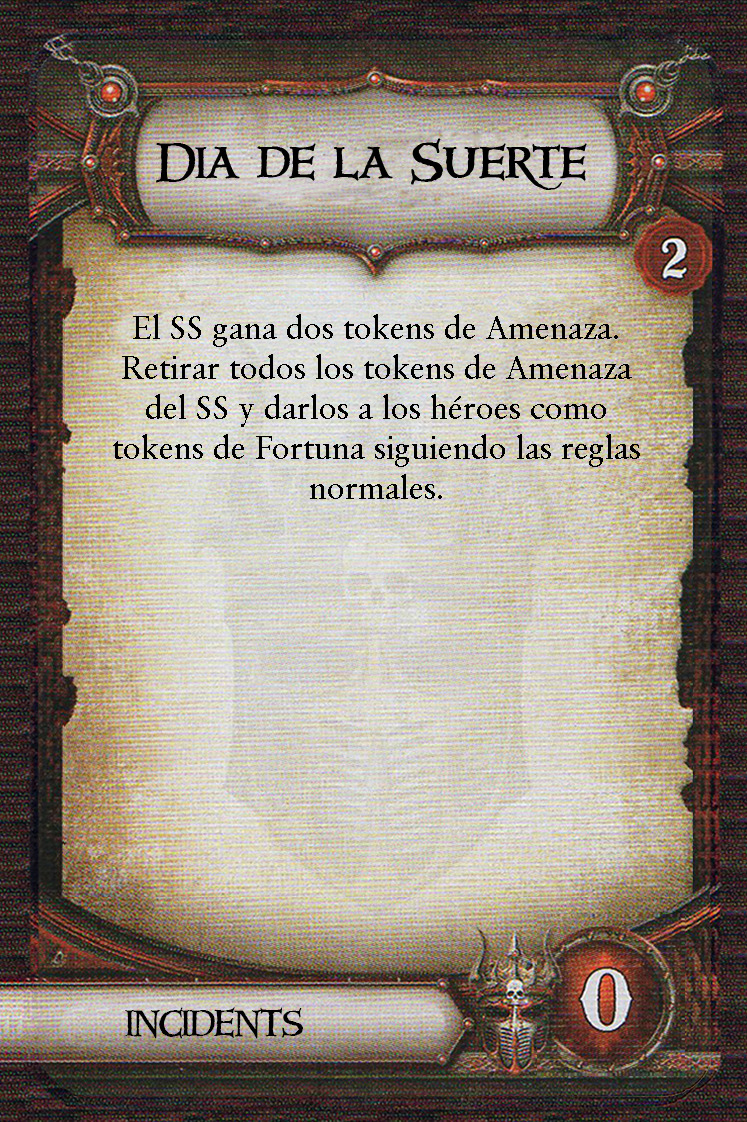 Dia de la Suerte
2
El SS gana dos tokens de Amenaza.
Retirar todos los tokens de Amenaza
del SS y darlos a los héroes como
tokens de Fortuna siguiendo las reglas
normales.
INCIDENTS
0